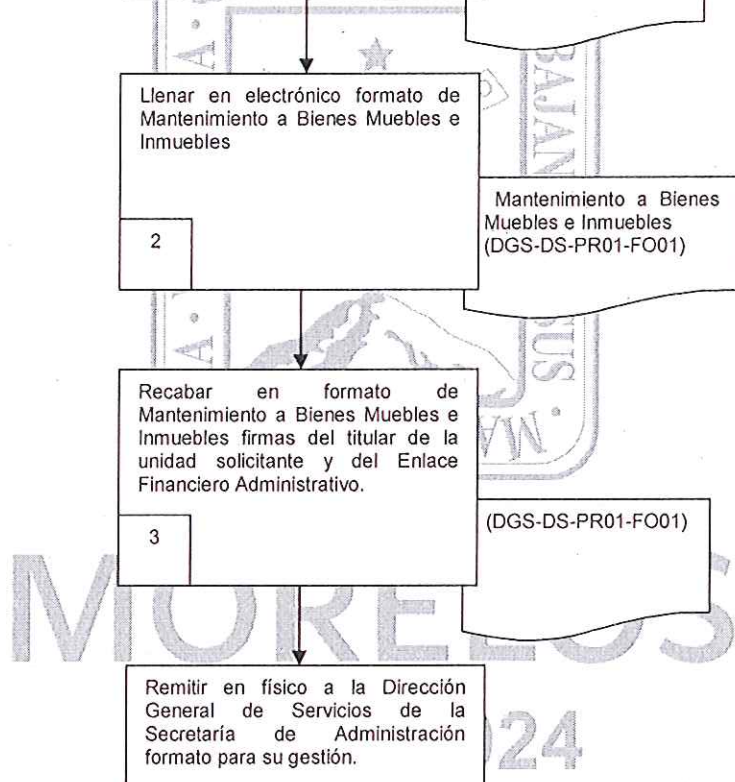 Llenar en electrónico formato de
Mantenimiento a Bienes Muebles e
Inmuebles
2
Mantenimiento a Bienes
Muebles e Inmuebles
(DGS-DS-PR01-FO01)
Recabar en formato de
Mantenimiento a Bienes Muebles e
Inmuebles firmas del titular de la
unidad solicitante y del Enlace
Financiero Administrativo.
3
(DGS-DS-PR01-FO01)
MORELOS
Remitir en físico a la Dirección
General de Servicios de la
Secretaría de Administración
formato para su gestión.
024